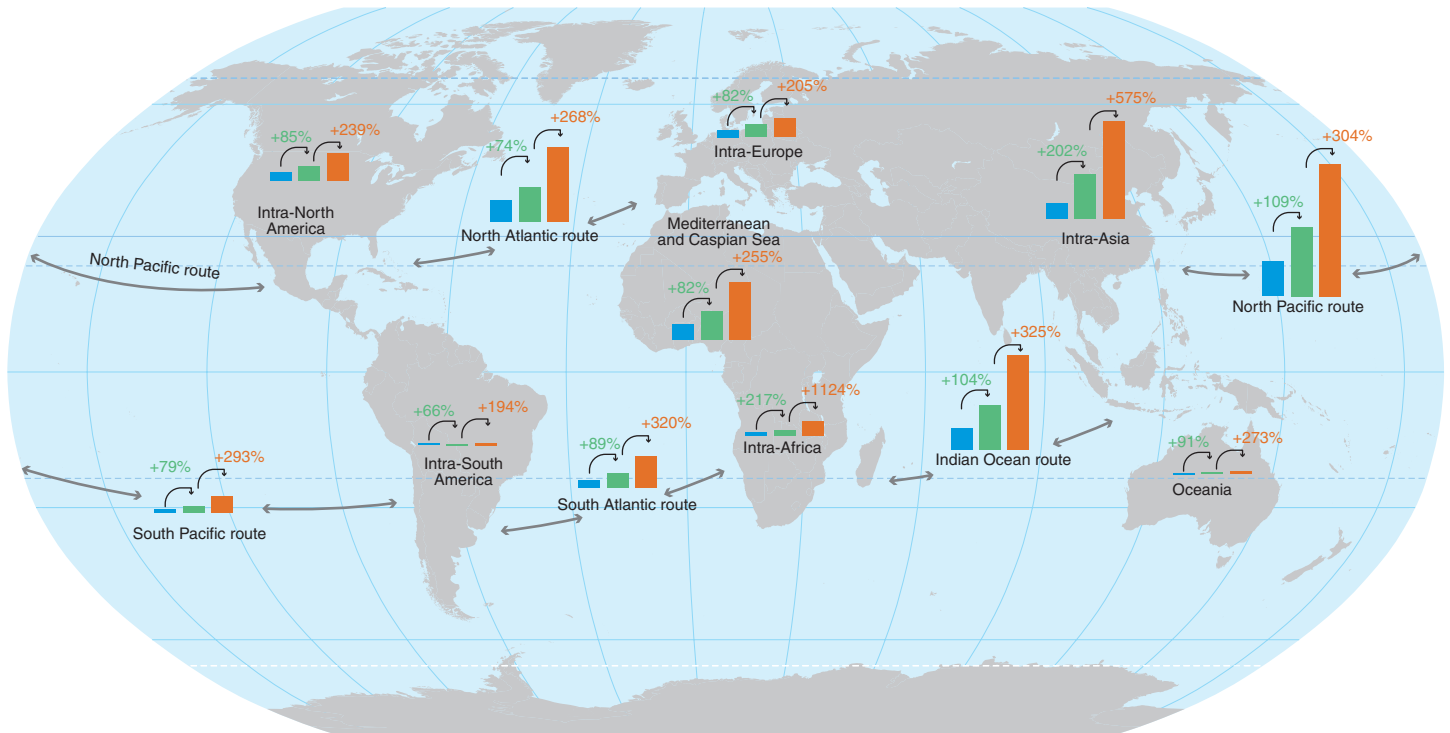 +82%
+205%
Intra-Europe
+575%
+202%
Intra-Asia
+304%
+109%
North Pacific route
+85%
+239%
Intra-North
America
+268%
+74%
North Atlantic route
Mediterranean
and Caspian Sea
+255%
+82%
North Pacific route
+325%
+104%
Indian Ocean route
+66%
+194%
Intra-South
America
+217%
+1124%
Intra-Africa
+320%
+89%
South Atlantic route
+91%
+273%
Oceania
+79%
+293%
South Pacific route